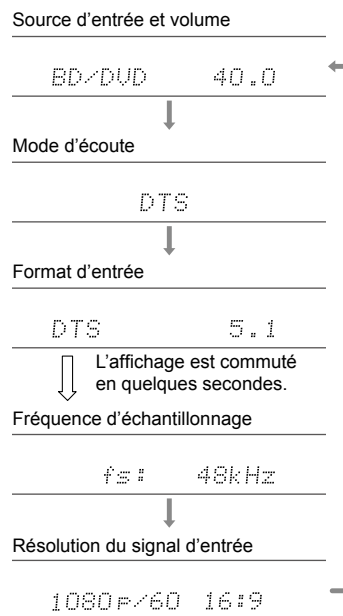 Source d'entrée et volume
BD/DVD 40.0
Mode d'écoute
DTS
Format d'entrée
DTS 5.1
L'affichage est commuté
en quelques secondes.
Fréquence d'échantillonnage
fs: 48kHz
Résolution du signal d'entrée
1080p/60 16:9